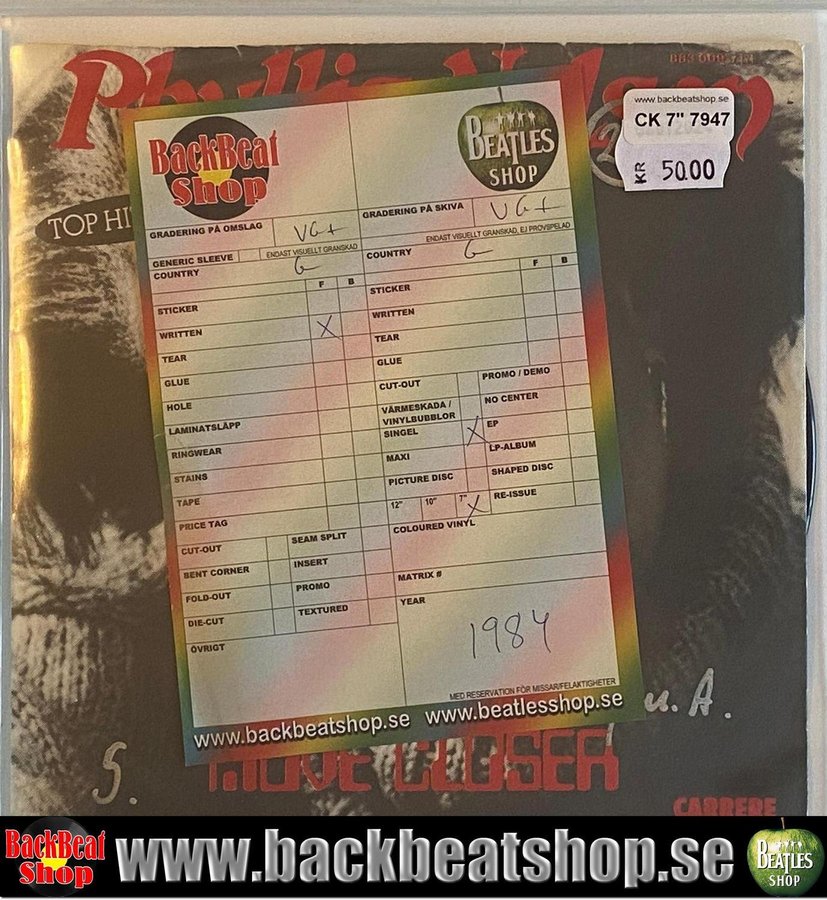 Phyllis Nelson
TOP HI
www.backbeatshop.se
CK 7" 7947
KR 50.00
BackBeat
Shop
BEATLES
SHOP
GRADERING PÅ OMSLAG VG+
GRADERING PÅ SKIVA VG+
GENERIC SLEEVE
ENDAST VISUELLT GRANSKAD
ENDAST VISUELLT GRANSKAD, EJ PROVSPELAD
COUNTRY G
COUNTRY G
F B
F B
STICKER
WRITTEN X
TEAR
GLUE
HOLE
LAMINATSLÄPP
RINGWEAR
STAINS
TAPE
PRICE TAG
CUT-OUT
SEAM SPLIT
BENT CORNER
INSERT
FOLD-OUT
PROMO
DIE-CUT
TEXTURED
ÖVRIGT
STICKER
WRITTEN
TEAR
GLUE
CUT-OUT
PROMO / DEMO
VÄRMESKADA /
VINYLBUBBLOR
NO CENTER
SINGEL X
EP
MAXI
LP-ALBUM
PICTURE DISC
SHAPED DISC
12" 10" 7" X
RE-ISSUE
COLOURED VINYL
MATRIX #
YEAR
1984
MED RESERVATION FÖR MISSAR/FELAKTIGHETER
www.backbeatshop.se www.beatlesshop.se
S. u. A.
MOVE CLOSER
CARRERE
BackBeat
Shop
www.backbeatshop.se
BEATLES
SHOP